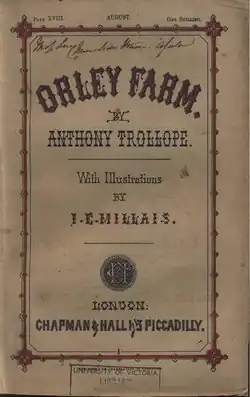 Part XVIII. AUGUST. One Shilling.
ORLEY FARM.
BY
ANTHONY TROLLOPE.
With Illustrations
BY
J. E. MILLAIS.
LONDON:
CHAPMAN & HALL 193 PICCADILLY.
UNIVERSITY OF VICTORIA
LIBRARY